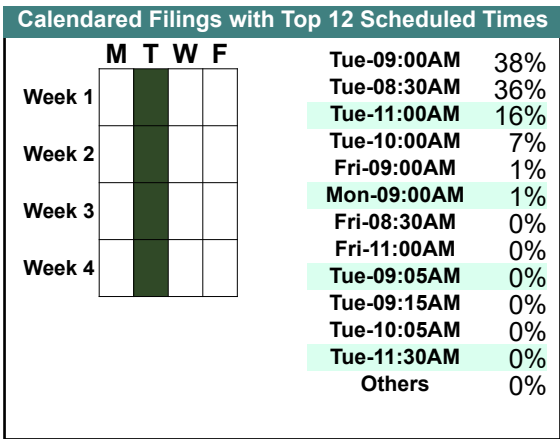 Calendared Filings with Top 12 Scheduled Times
M T W F
Week 1
Week 2
Week 3
Week 4
Tue-09:00AM 38%
Tue-08:30AM 36%
Tue-11:00AM 16%
Tue-10:00AM 7%
Fri-09:00AM 1%
Mon-09:00AM 1%
Fri-08:30AM 0%
Fri-11:00AM 0%
Tue-09:05AM 0%
Tue-09:15AM 0%
Tue-10:05AM 0%
Tue-11:30AM 0%
Others 0%